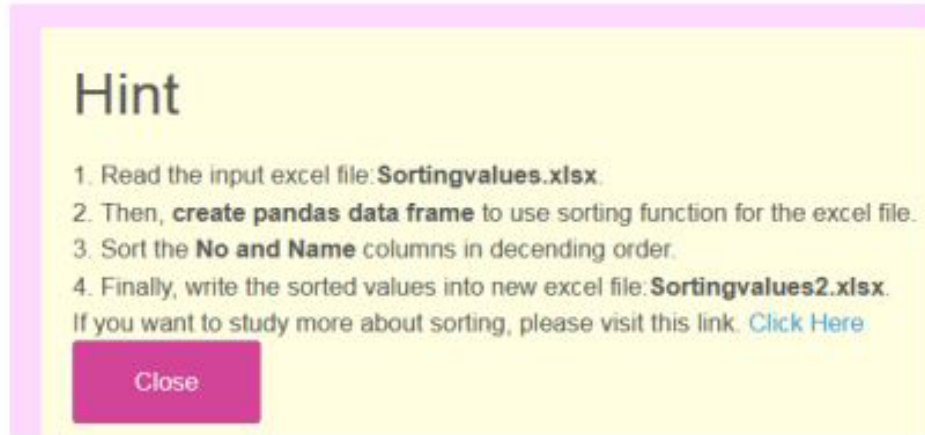 Hint
1. Read the input excel file:Sortingvalues.xlsx.
2. Then, create pandas data frame to use sorting function for the excel file.
3. Sort the No and Name columns in decending order.
4. Finally, write the sorted values into new excel file:Sortingvalues2.xlsx.
If you want to study more about sorting, please visit this link. Click Here
Close